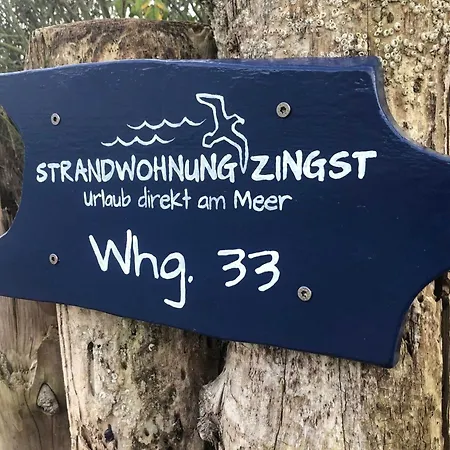 STRANDWOHNUNG ZINGST
Urlaub direkt am Meer
Whg. 33